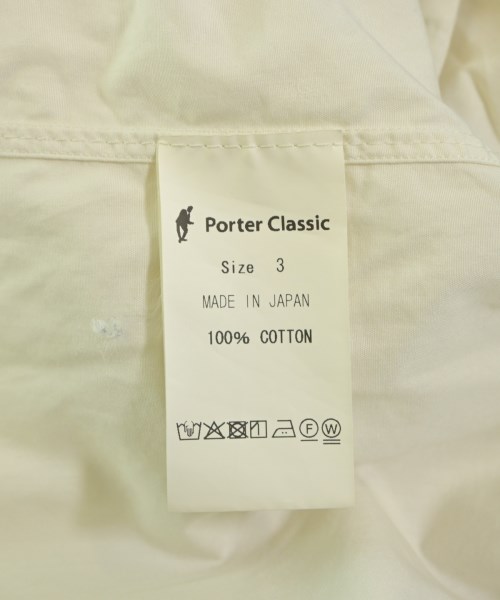 Porter Classic
Size 3
MADE IN JAPAN
100% COTTON
F W